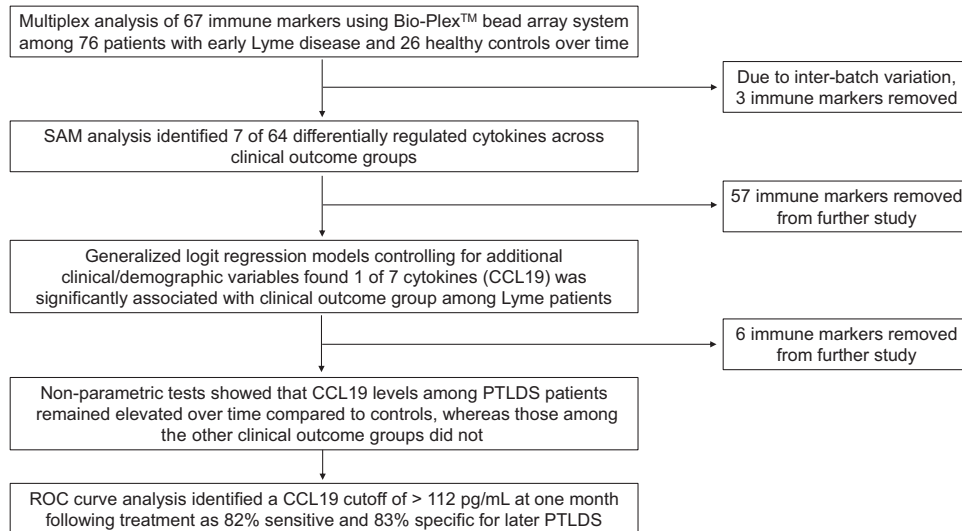 Multiplex analysis of 67 immune markers using Bio-Plex™ bead array system
among 76 patients with early Lyme disease and 26 healthy controls over time
Due to inter-batch variation,
3 immune markers removed
SAM analysis identified 7 of 64 differentially regulated cytokines across
clinical outcome groups
57 immune markers removed
from further study
Generalized logit regression models controlling for additional
clinical/demographic variables found 1 of 7 cytokines (CCL19) was
significantly associated with clinical outcome group among Lyme patients
6 immune markers removed
from further study
Non-parametric tests showed that CCL19 levels among PTLDS patients
remained elevated over time compared to controls, whereas those among
the other clinical outcome groups did not
ROC curve analysis identified a CCL19 cutoff of > 112 pg/mL at one month
following treatment as 82% sensitive and 83% specific for later PTLDS